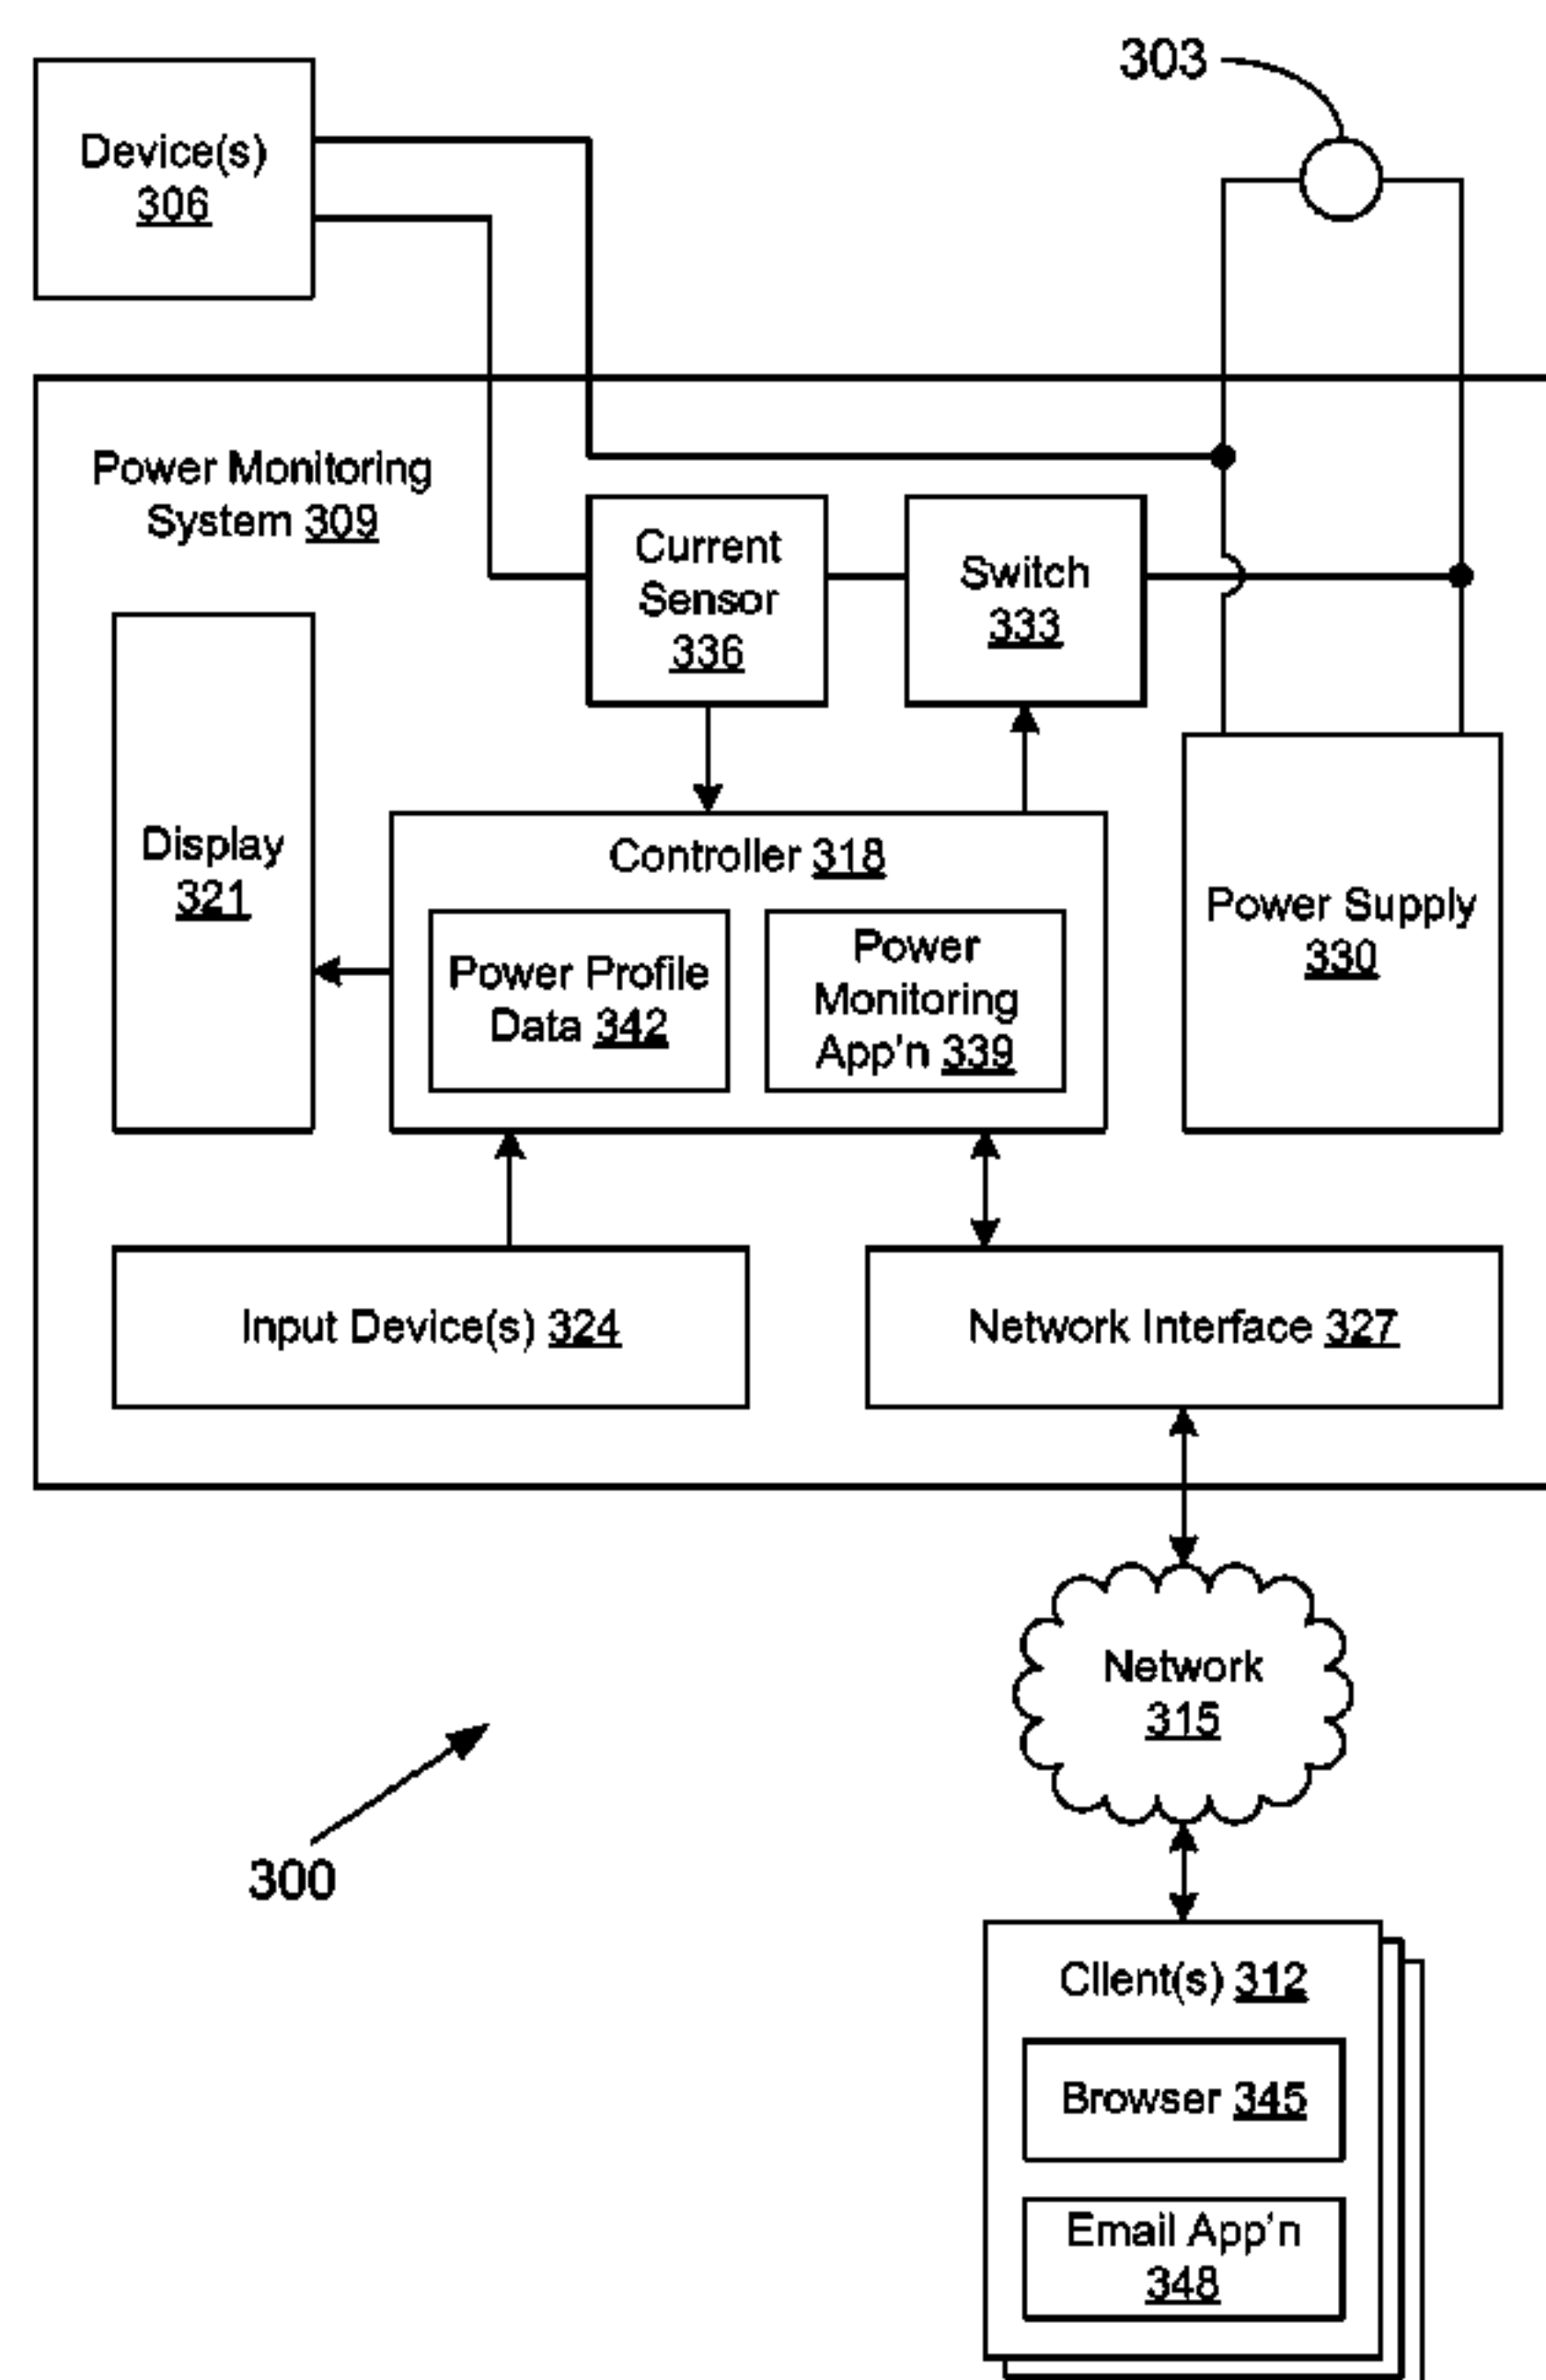 303
Device(s)
306
Power Monitoring
System 309
Current
Sensor
336
Switch
333
Display
321
Controller 318
Power Profile
Data 342
Power
Monitoring
App'n 339
Power Supply
330
Input Device(s) 324
Network Interface 327
Network
315
300
Client(s) 312
Browser 345
Email App'n
348